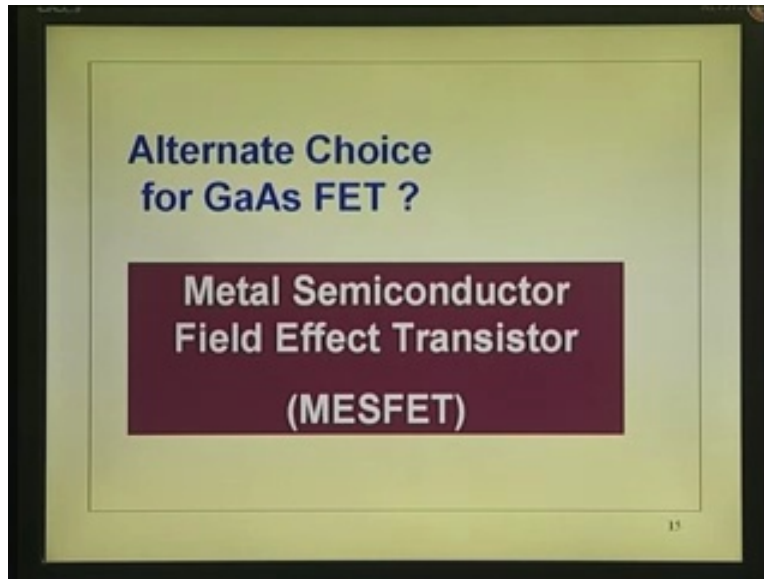 Alternate Choice
for GaAs FET ?
Metal Semiconductor
Field Effect Transistor
(MESFET)
15